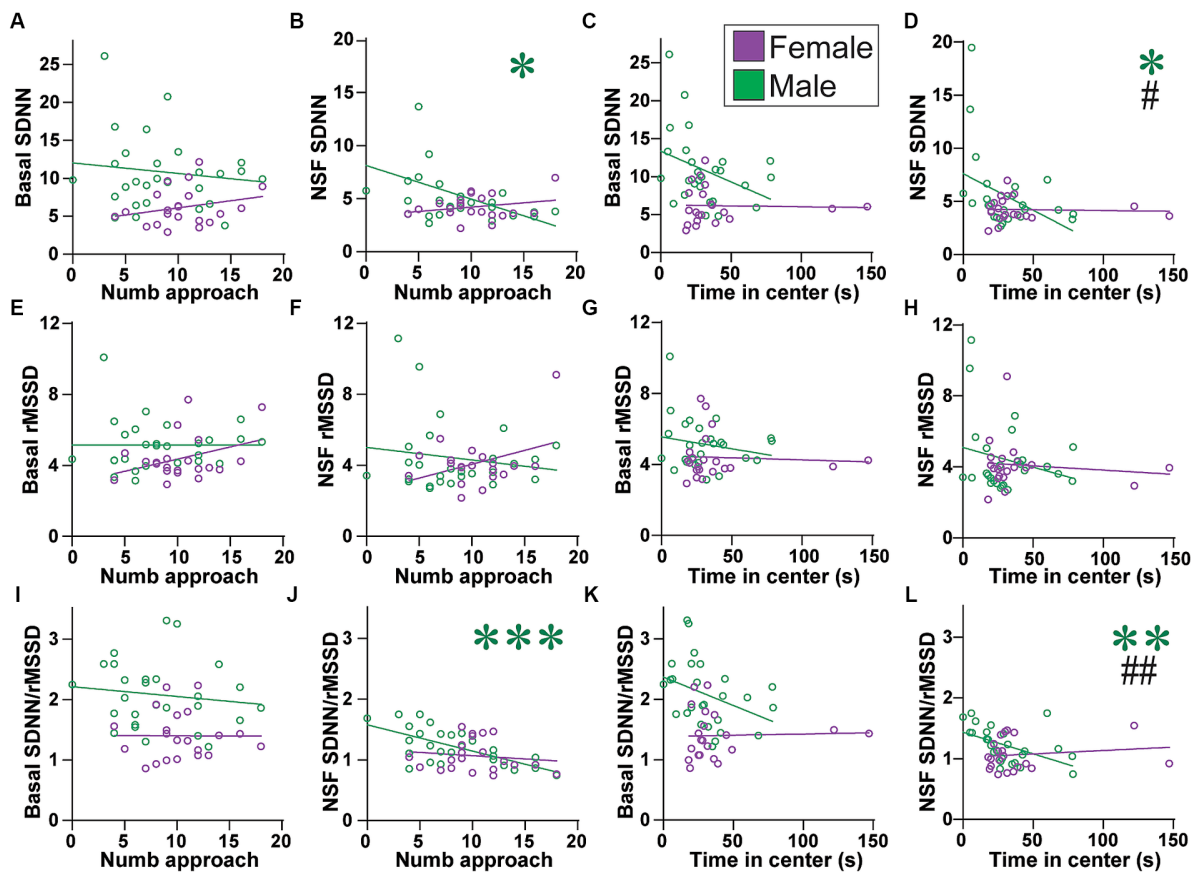 A
Basal SDNN
25
20
15
10
5
0
0 5 10 15 20
Numb approach
B
NSF SDNN
20
15
10
5
0
0 5 10 15 20
Numb approach
*
C
Basal SDNN
25
20
15
10
5
0
0 50 100 150
Time in center (s)
Female
Male
D
NSF SDNN
20
15
10
5
0
0 50 100 150
Time in center (s)
*
#
E
Basal rMSSD
12
8
4
0
0 5 10 15 20
Numb approach
F
NSF rMSSD
12
8
4
0
0 5 10 15 20
Numb approach
G
Basal rMSSD
12
8
4
0
0 50 100 150
Time in center (s)
H
NSF rMSSD
12
8
4
0
0 50 100 150
Time in center (s)
I
Basal SDNN/rMSSD
3
2
1
0
0 5 10 15 20
Numb approach
J
NSF SDNN/rMSSD
3
2
1
0
0 5 10 15 20
Numb approach
***
K
Basal SDNN/rMSSD
3
2
1
0
0 50 100 150
Time in center (s)
L
NSF SDNN/rMSSD
3
2
1
0
0 50 100 150
Time in center (s)
**
##